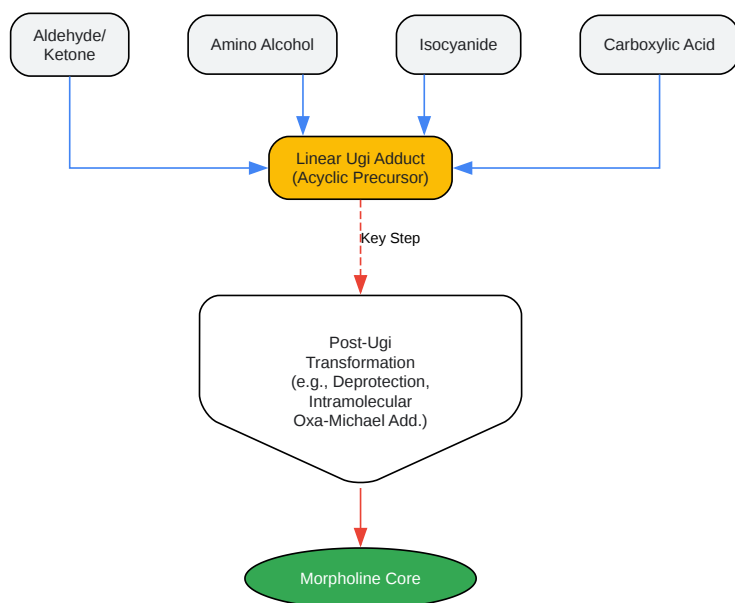 Aldehyde/
Ketone
Amino Alcohol
Isocyanide
Carboxylic Acid
Linear Ugi Adduct
(Acyclic Precursor)
Key Step
Post-Ugi
Transformation
(e.g., Deprotection,
Intramolecular
Oxa-Michael Add.)
Morpholine Core